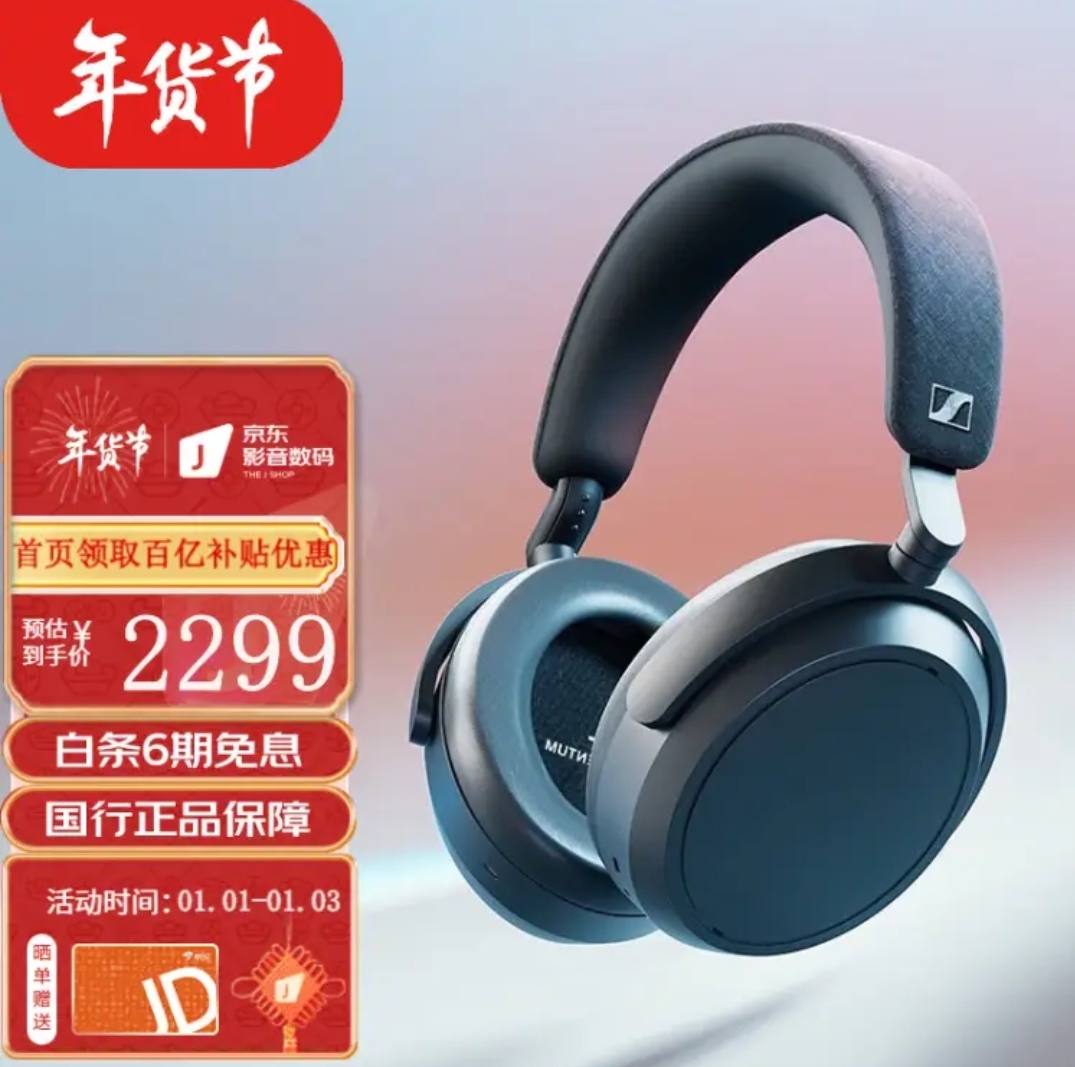 年货节
年货节
京东
影音数码
THE J SHOP
首页领取百亿补贴优惠
预估
到手价
¥
2299
白条6期免息
国行正品保障
活动时间:01.01-01.03
晒单赠送
JD
J